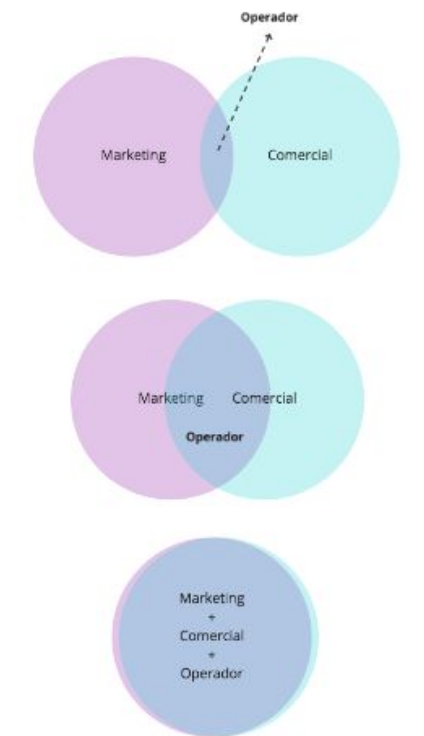 Operador
Marketing
Comercial
Marketing
Comercial
Operador
Marketing
+
Comercial
+
Operador